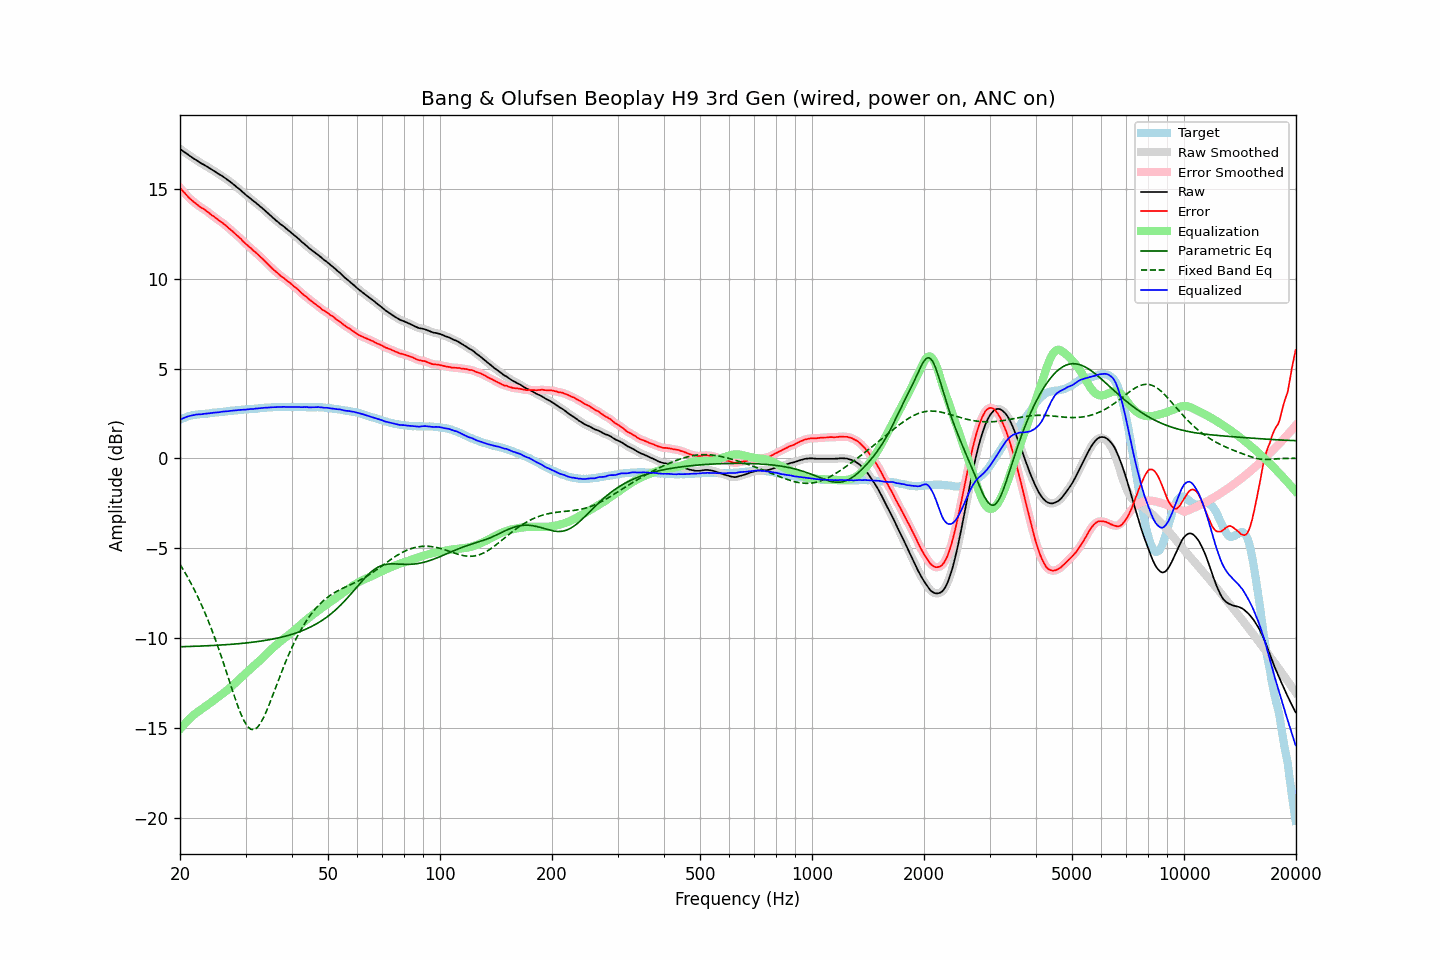 Bang & Olufsen Beoplay H9 3rd Gen (wired, power on, ANC on)
Target
Raw Smoothed
Error Smoothed
Raw
Error
Equalization
Parametric Eq
Fixed Band Eq
Equalized
Amplitude (dBr)
15
10
5
0
−5
−10
−15
−20
20 50 100 200 500 1000 2000 5000 10000 20000
Frequency (Hz)